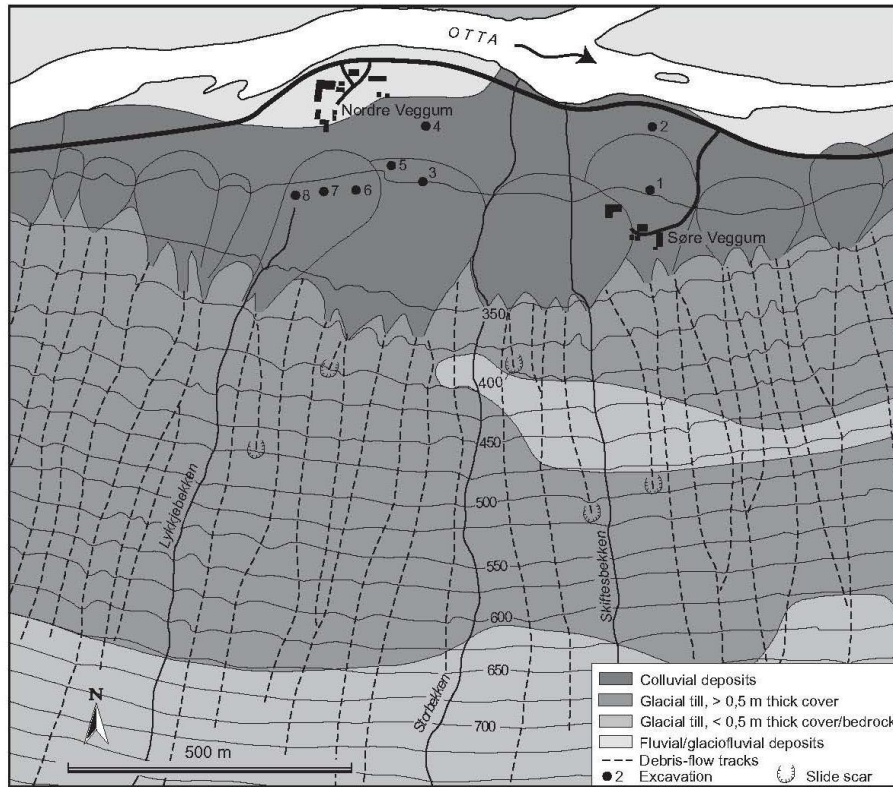 OTTA
Nordre Veggum
4
2
5
3
8
7
6
1
Søre Veggum
350
400
450
500
550
600
650
700
Lykkjebekken
Storbekken
Skiftesbekken
N
500 m
Colluvial deposits
Glacial till, > 0,5 m thick cover
Glacial till, < 0,5 m thick cover/bedrock
Fluvial/glaciofluvial deposits
Debris-flow tracks
2 Excavation
Slide scar